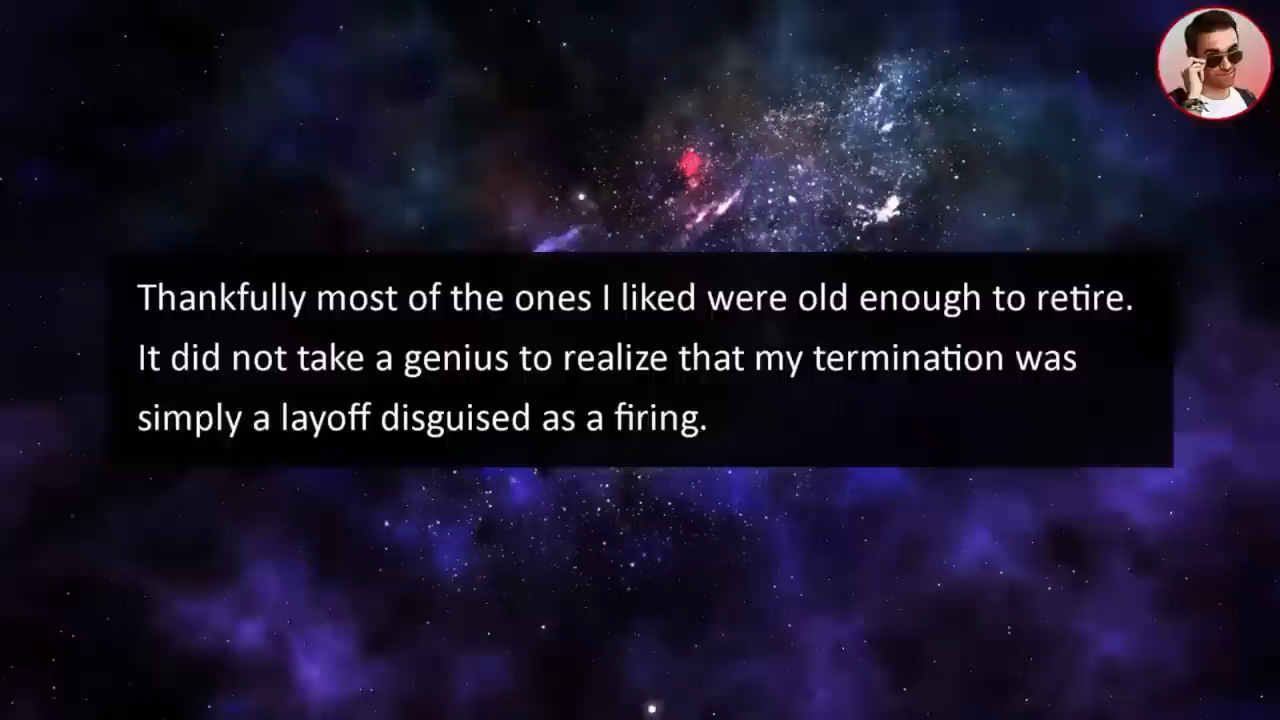 Thankfully most of the ones I liked were old enough to retire.
It did not take a genius to realize that my termination was
simply a layoff disguised as a firing.